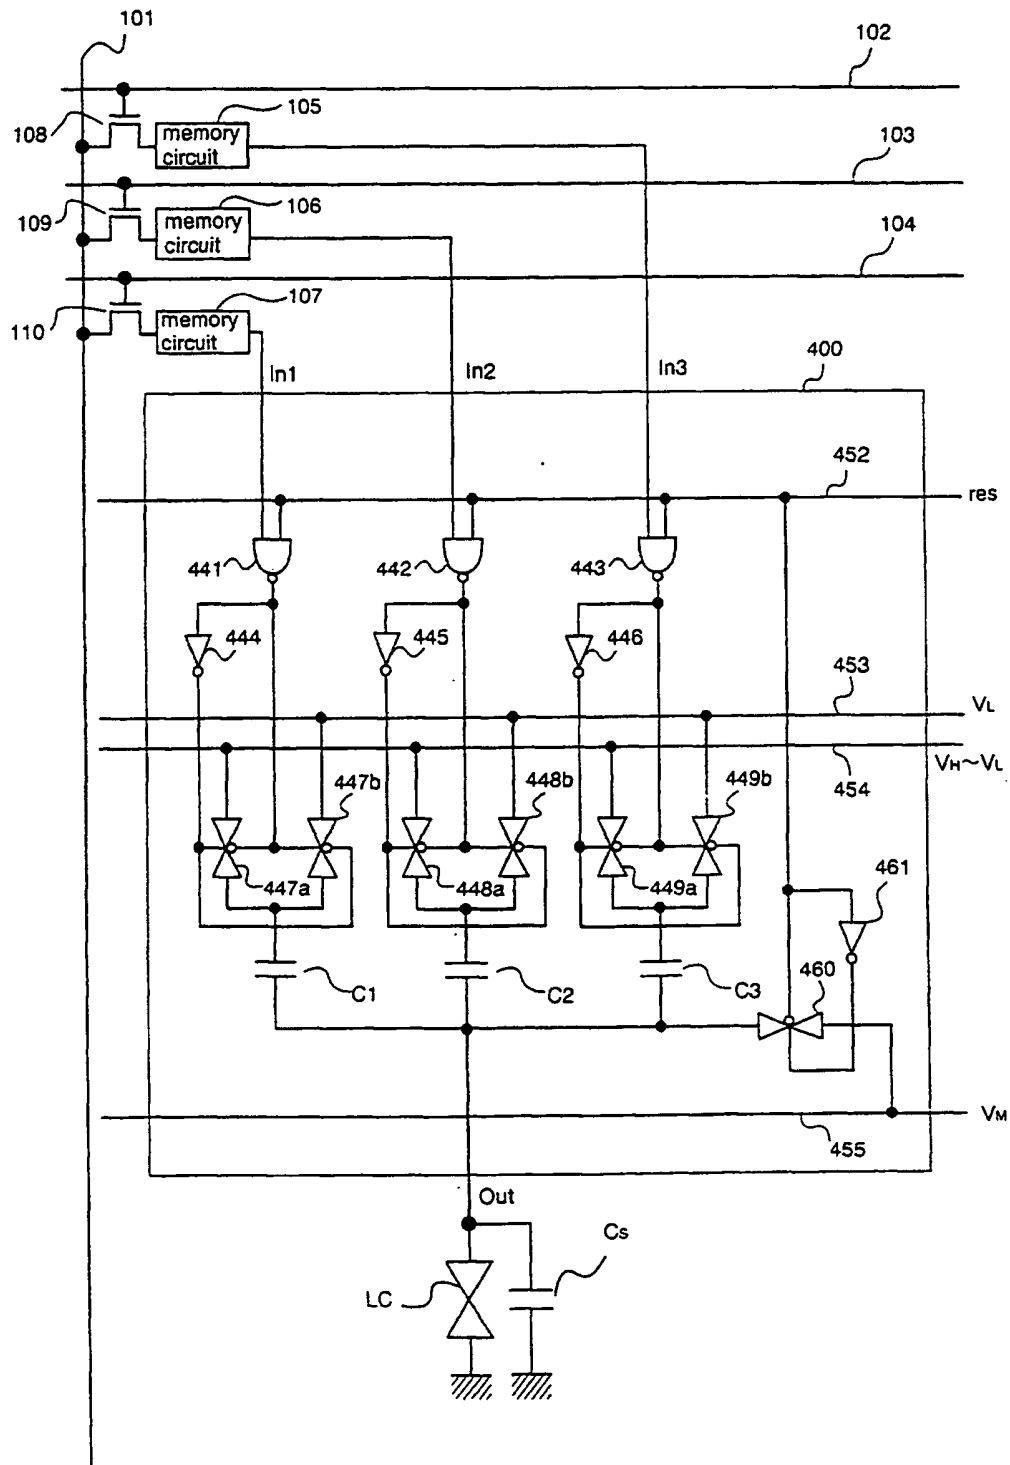 101
102
105
108
memory
circuit
103
109
106
memory
circuit
104
110
107
memory
circuit
In1
In2
In3
400
452
res
441
442
443
444
445
446
453
VL
VH~VL
454
447b
448b
449b
447a
448a
449a
461
C1
C2
C3
460
VM
455
Out
Cs
LC